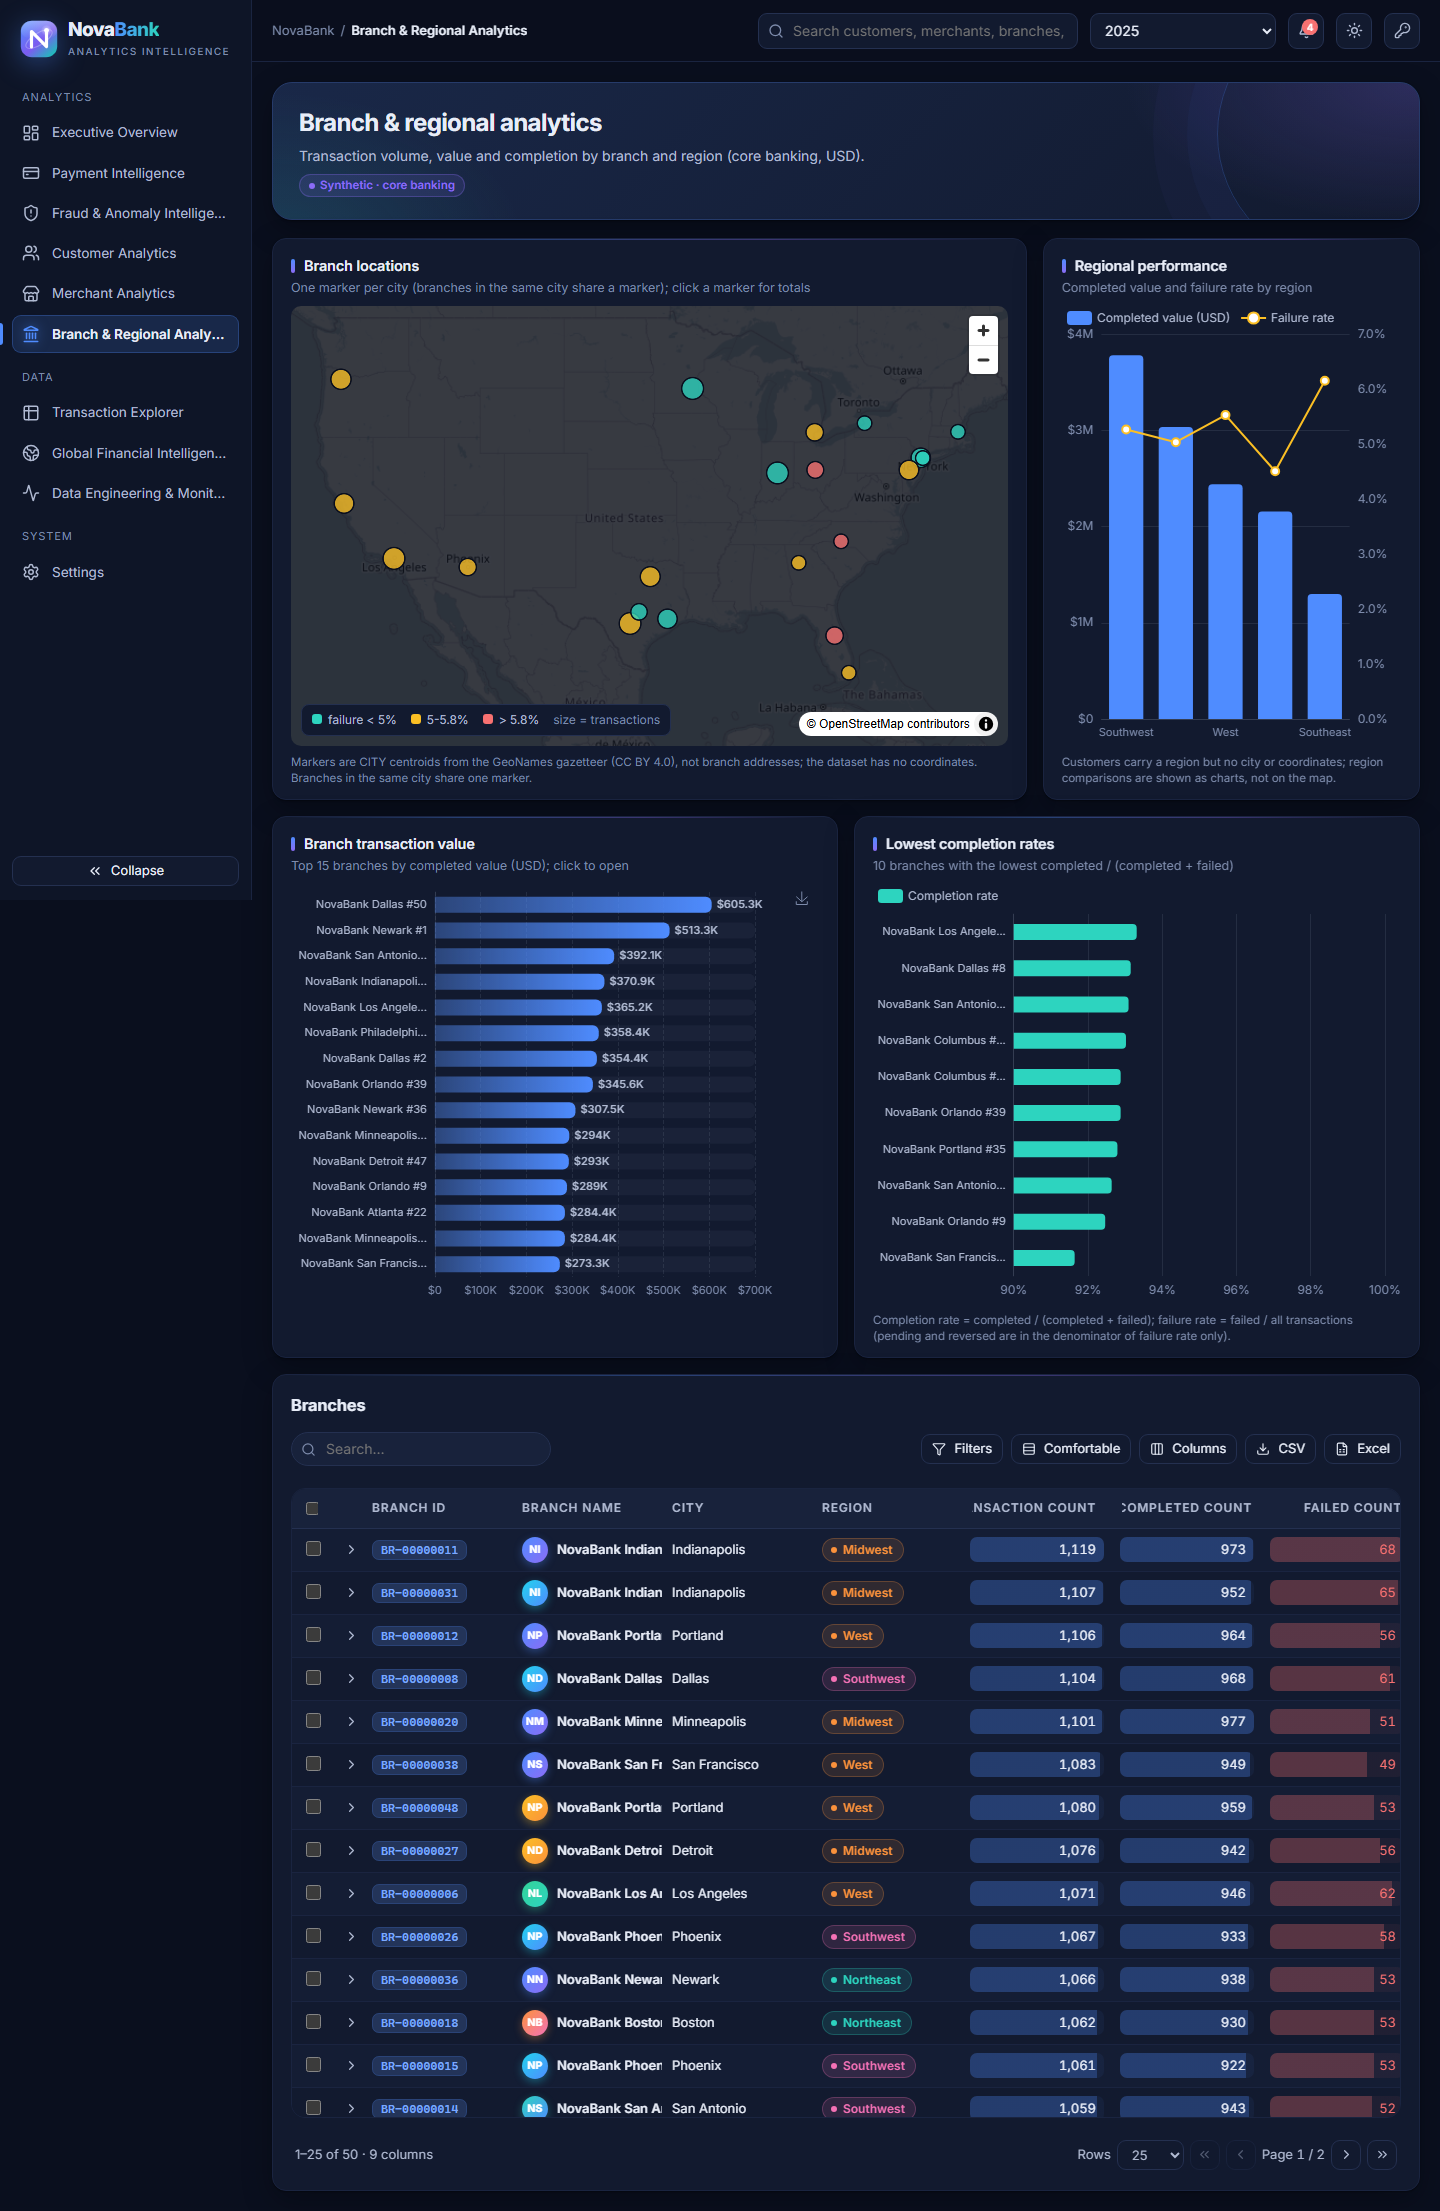 NovaBank
ANALYTICS INTELLIGENCE
ANALYTICS
Executive Overview
Payment Intelligence
Fraud & Anomaly Intellige...
Customer Analytics
Merchant Analytics
Branch & Regional Analy...
DATA
Transaction Explorer
Global Financial Intelligen...
Data Engineering & Monit...
SYSTEM
Settings
Collapse
NovaBank / Branch & Regional Analytics
Search customers, merchants, branches,
2025
4
Branch & regional analytics
Transaction volume, value and completion by branch and region (core banking, USD).
Synthetic · core banking
Branch locations
One marker per city (branches in the same city share a marker); click a marker for totals
+
−
Ottawa
Toronto
Washington
United States
Phoenix
Los Angeles
México
La Habana
The Bahamas
de México
failure < 5% 5-5.8% > 5.8% size = transactions
© OpenStreetMap contributors
Markers are CITY centroids from the GeoNames gazetteer (CC BY 4.0), not branch addresses; the dataset has no coordinates.
Branches in the same city share one marker.
Regional performance
Completed value and failure rate by region
Completed value (USD) Failure rate
$4M 7.0%
6.0%
$3M 5.0%
4.0%
$2M
3.0%
2.0%
$1M
1.0%
$0 0.0%
Southwest West Southeast
Customers carry a region but no city or coordinates; region
comparisons are shown as charts, not on the map.
Branch transaction value
Top 15 branches by completed value (USD); click to open
NovaBank Dallas #50 $605.3K
NovaBank Newark #1 $513.3K
NovaBank San Antonio... $392.1K
NovaBank Indianapoli... $370.9K
NovaBank Los Angele... $365.2K
NovaBank Philadelphi... $358.4K
NovaBank Dallas #2 $354.4K
NovaBank Orlando #39 $345.6K
NovaBank Newark #36 $307.5K
NovaBank Minneapolis... $294K
NovaBank Detroit #47 $293K
NovaBank Orlando #9 $289K
NovaBank Atlanta #22 $284.4K
NovaBank Minneapolis... $284.4K
NovaBank San Francis... $273.3K
$0 $100K $200K $300K $400K $500K $600K $700K
Lowest completion rates
10 branches with the lowest completed / (completed + failed)
Completion rate
NovaBank Los Angele...
NovaBank Dallas #8
NovaBank San Antonio...
NovaBank Columbus #...
NovaBank Columbus #...
NovaBank Orlando #39
NovaBank Portland #35
NovaBank San Antonio...
NovaBank Orlando #9
NovaBank San Francis...
90% 92% 94% 96% 98% 100%
Completion rate = completed / (completed + failed); failure rate = failed / all transactions
(pending and reversed are in the denominator of failure rate only).
Branches
Search...
Filters Comfortable Columns CSV Excel
BRANCH ID BRANCH NAME CITY REGION NSACTION COUNT COMPLETED COUNT FAILED COUNT
BR-00000011 NI NovaBank Indian Indianapolis Midwest 1,119 973 68
BR-00000031 NI NovaBank Indian Indianapolis Midwest 1,107 952 65
BR-00000012 NP NovaBank Portla Portland West 1,106 964 56
BR-00000008 ND NovaBank Dallas Dallas Southwest 1,104 968 61
BR-00000020 NM NovaBank Minne Minneapolis Midwest 1,101 977 51
BR-00000038 NS NovaBank San Fr San Francisco West 1,083 949 49
BR-00000048 NP NovaBank Portla Portland West 1,080 959 53
BR-00000027 ND NovaBank Detroi Detroit Midwest 1,076 942 56
BR-00000006 NL NovaBank Los Ar Los Angeles West 1,071 946 62
BR-00000026 NP NovaBank Phoen Phoenix Southwest 1,067 933 58
BR-00000036 NN NovaBank Newar Newark Northeast 1,066 938 53
BR-00000018 NB NovaBank Bostor Boston Northeast 1,062 930 53
BR-00000015 NP NovaBank Phoen Phoenix Southwest 1,061 922 53
BR-00000014 NS NovaBank San A San Antonio Southwest 1,059 943 52
1–25 of 50 · 9 columns
Rows 25 Page 1 / 2